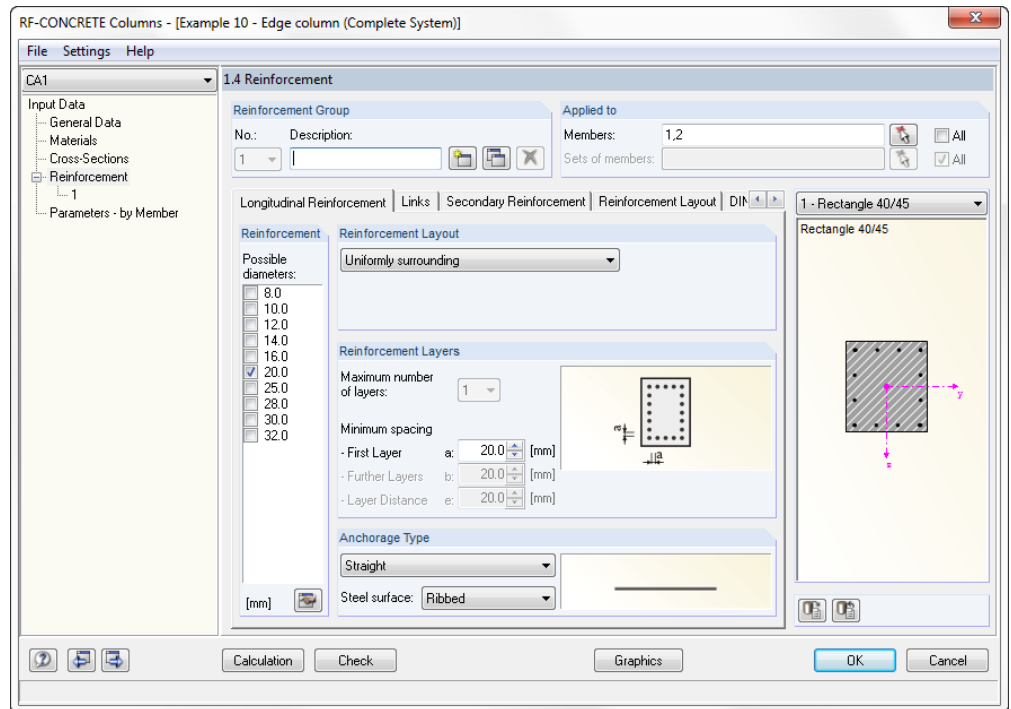 RF-CONCRETE Columns - [Example 10 - Edge column (Complete System)]
File Settings Help
CA1
1.4 Reinforcement
Input Data
General Data
Materials
Cross-Sections
Reinforcement
1
Parameters - by Member
Reinforcement Group
No.: Description:
1
Applied to
Members: 1,2 All
Sets of members: All
Longitudinal Reinforcement Links Secondary Reinforcement Reinforcement Layout DIN
Reinforcement
Possible
diameters:
8.0
10.0
12.0
14.0
16.0
20.0
25.0
28.0
30.0
32.0
[mm]
Reinforcement Layout
Uniformly surrounding
Reinforcement Layers
Maximum number
of layers: 1
Minimum spacing
- First Layer a: 20.0 [mm]
- Further Layers b: 20.0 [mm]
- Layer Distance e: 20.0 [mm]
a
a
Anchorage Type
Straight
Steel surface: Ribbed
1 - Rectangle 40/45
Rectangle 40/45
y
z
Calculation Check Graphics OK Cancel